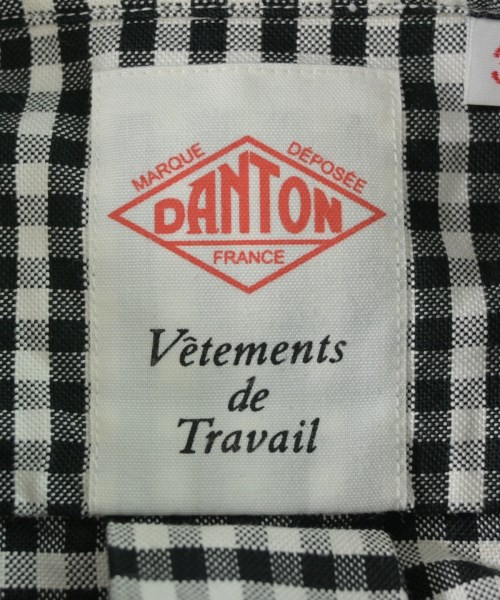 MARQUE DÉPOSÉE
DANTON
FRANCE
Vêtements
de
Travail